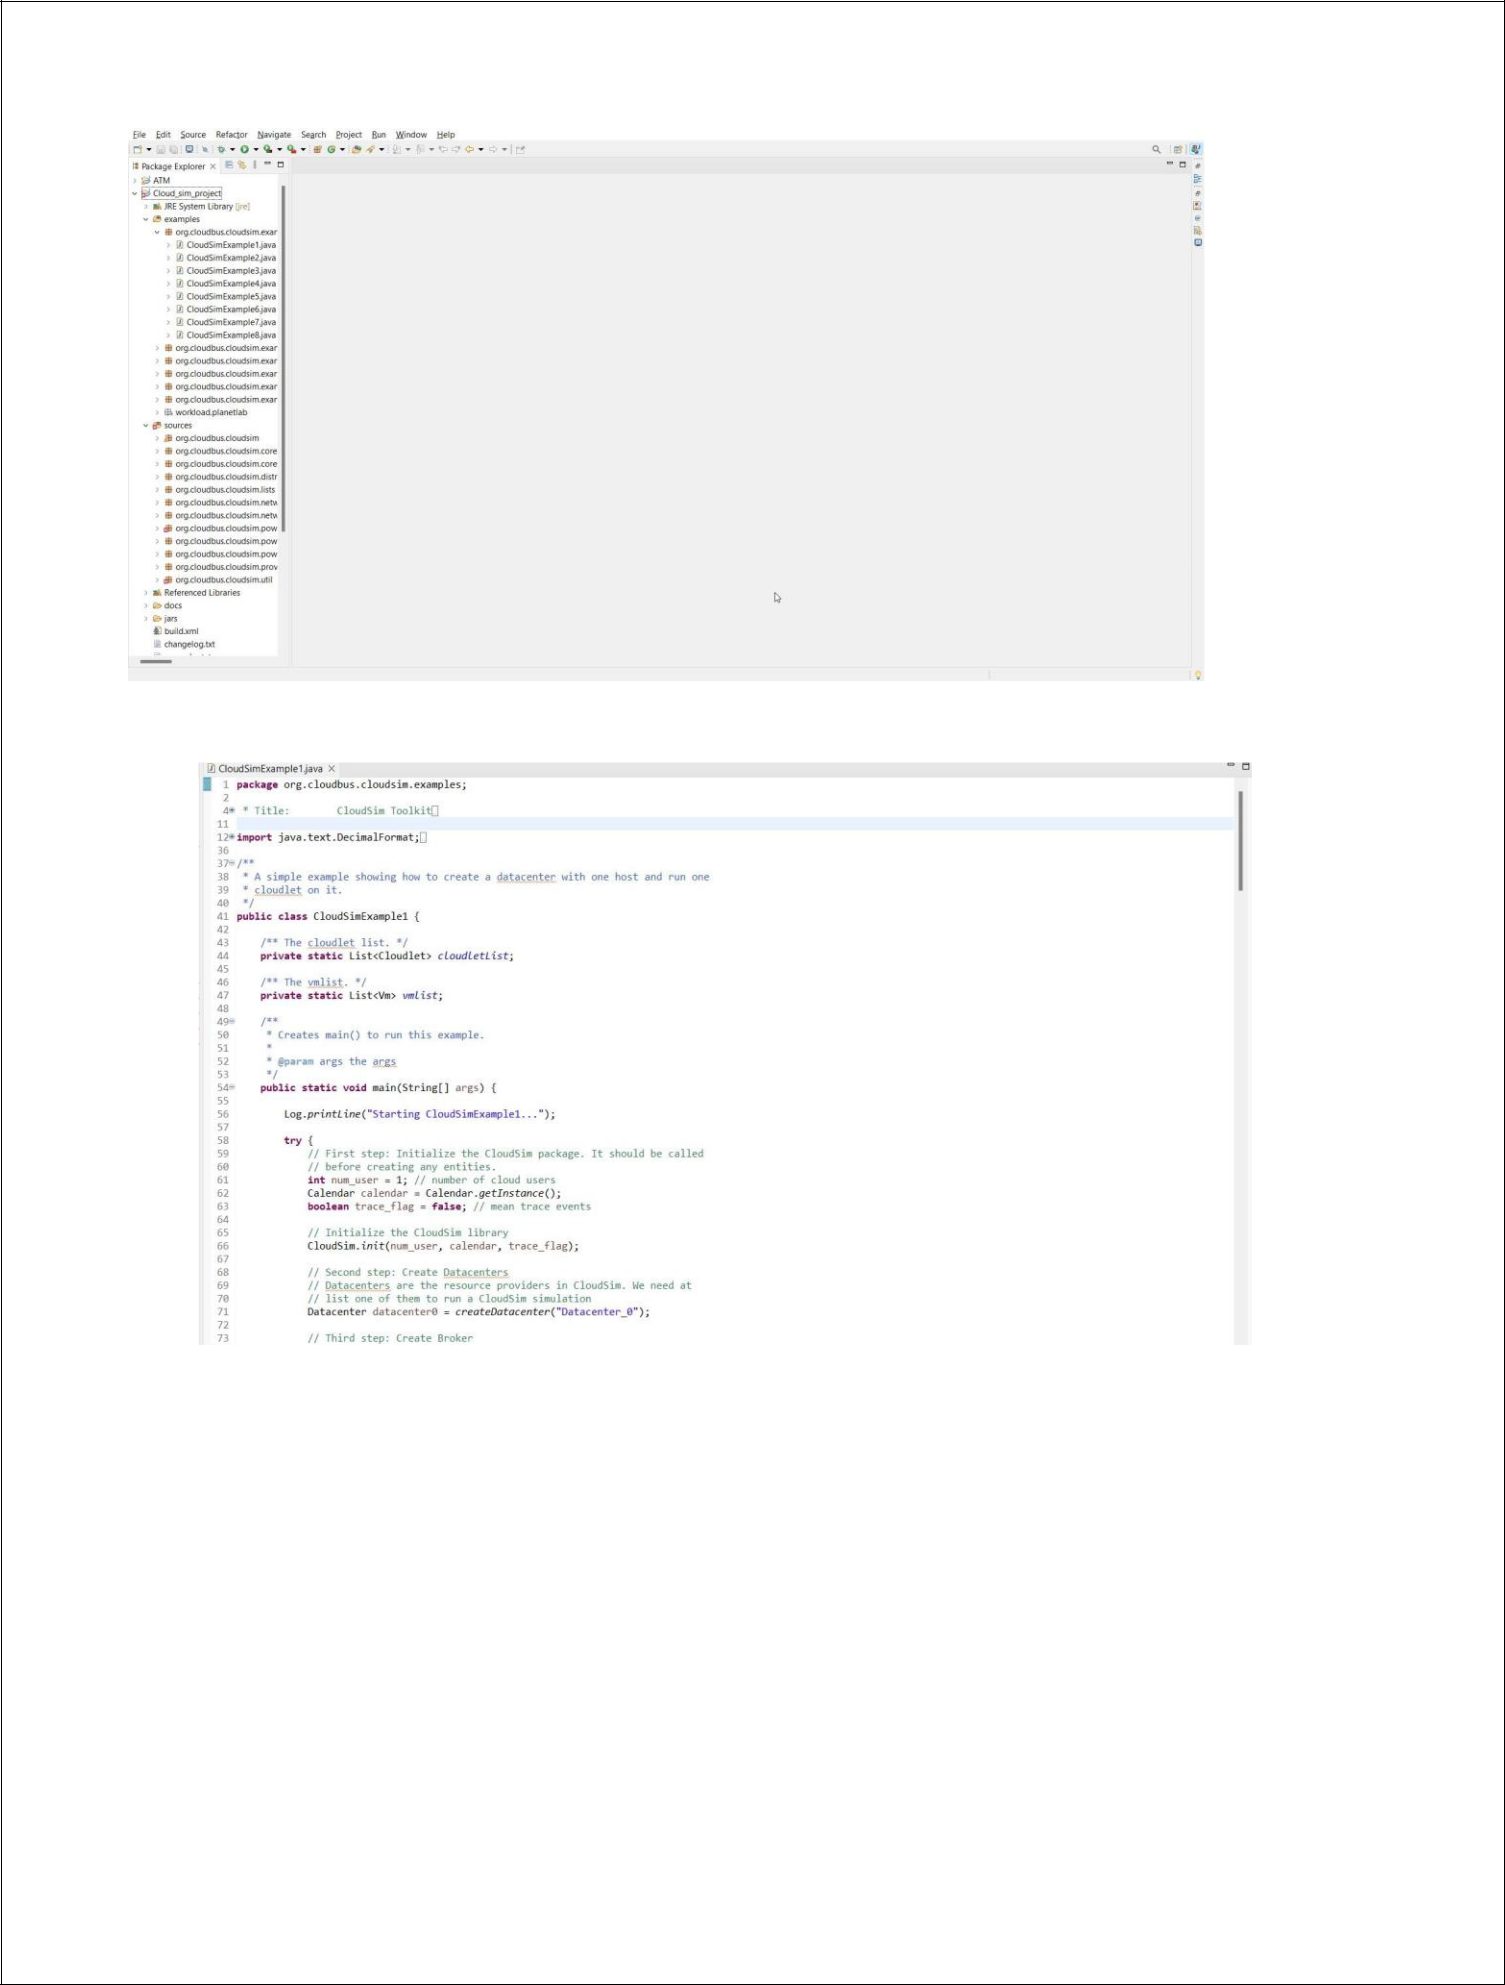 File Edit Source Refactor Navigate Search Project Run Window Help
Package Explorer
ATM
Cloud_sim_project
JRE System Library [jre]
examples
org.cloudbus.cloudsim.exar
CloudSimExample1.java
CloudSimExample2.java
CloudSimExample3.java
CloudSimExample4.java
CloudSimExample5.java
CloudSimExample6.java
CloudSimExample7.java
CloudSimExample8.java
org.cloudbus.cloudsim.exar
org.cloudbus.cloudsim.exar
org.cloudbus.cloudsim.exar
org.cloudbus.cloudsim.exar
org.cloudbus.cloudsim.exar
workload.planetlab
sources
org.cloudbus.cloudsim
org.cloudbus.cloudsim.core
org.cloudbus.cloudsim.core
org.cloudbus.cloudsim.distr
org.cloudbus.cloudsim.lists
org.cloudbus.cloudsim.netw
org.cloudbus.cloudsim.netw
org.cloudbus.cloudsim.pow
org.cloudbus.cloudsim.pow
org.cloudbus.cloudsim.pow
org.cloudbus.cloudsim.prov
org.cloudbus.cloudsim.util
Referenced Libraries
docs
jars
build.xml
changelog.txt
CloudSimExample1.java
1 package org.cloudbus.cloudsim.examples;
2
4 * Title: CloudSim Toolkit
11
12 import java.text.DecimalFormat;
36
37 /**
38 * A simple example showing how to create a datacenter with one host and run one
39 * cloudlet on it.
40 */
41 public class CloudSimExample1 {
42
43 /** The cloudlet list. */
44 private static List<Cloudlet> cloudletList;
45
46 /** The vmlist. */
47 private static List<Vm> vmlist;
48
49 /**
50 * Creates main() to run this example.
51 *
52 * @param args the args
53 */
54 public static void main(String[] args) {
55
56 Log.printLine("Starting CloudSimExample1...");
57
58 try {
59 // First step: Initialize the CloudSim package. It should be called
60 // before creating any entities.
61 int num_user = 1; // number of cloud users
62 Calendar calendar = Calendar.getInstance();
63 boolean trace_flag = false; // mean trace events
64
65 // Initialize the CloudSim library
66 CloudSim.init(num_user, calendar, trace_flag);
67
68 // Second step: Create Datacenters
69 // Datacenters are the resource providers in CloudSim. We need at
70 // list one of them to run a CloudSim simulation
71 Datacenter datacenter0 = createDatacenter("Datacenter_0");
72
73 // Third step: Create Broker